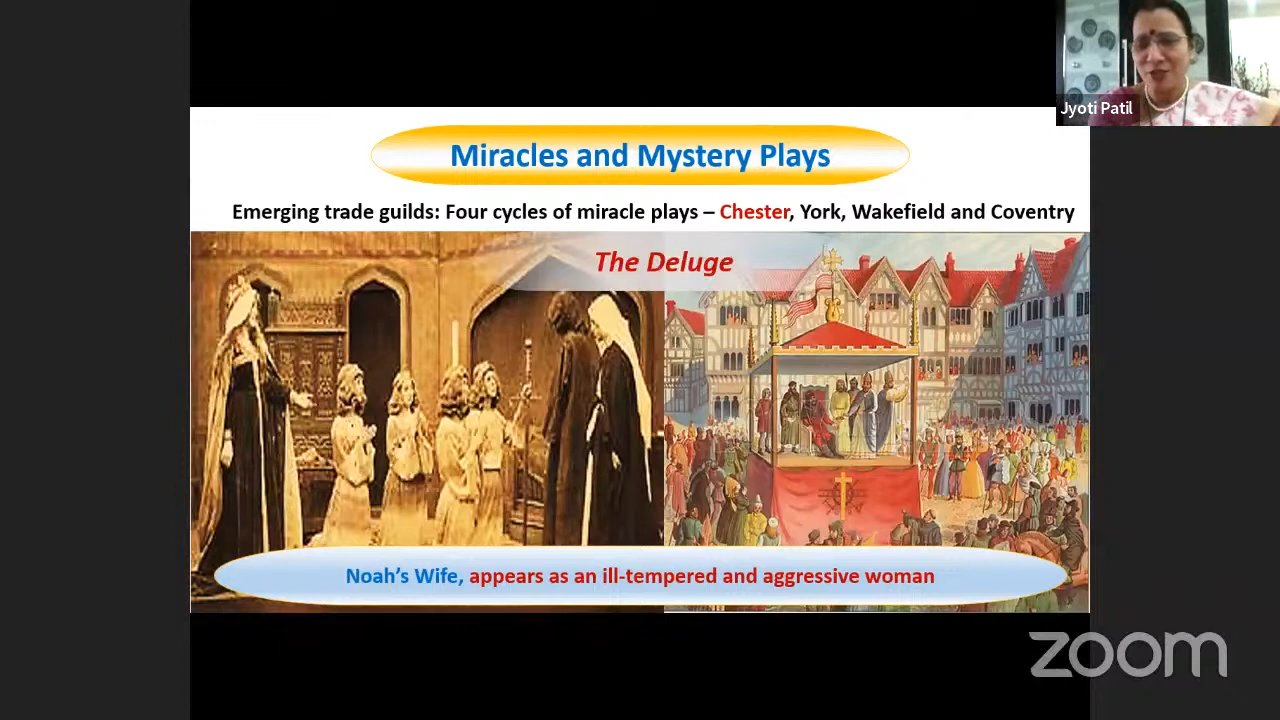 Jyoti Patil
Miracles and Mystery Plays
Emerging trade guilds: Four cycles of miracle plays – Chester, York, Wakefield and Coventry
The Deluge
Noah’s Wife, appears as an ill-tempered and aggressive woman
zoom